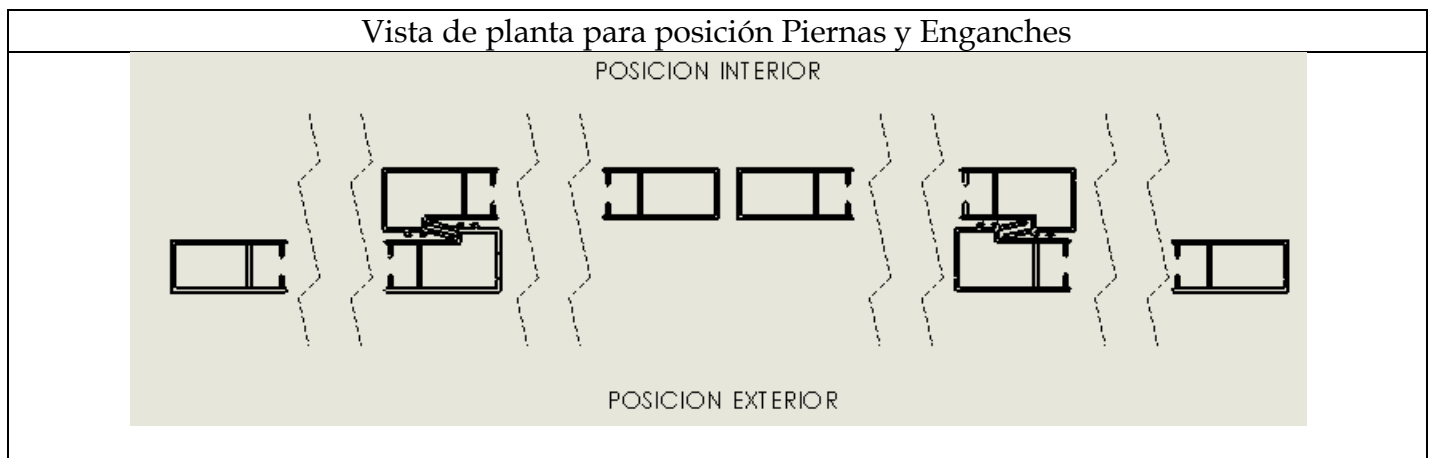 Vista de planta para posición Piernas y Enganches
POSICION INTERIOR
POSICION EXTERIOR